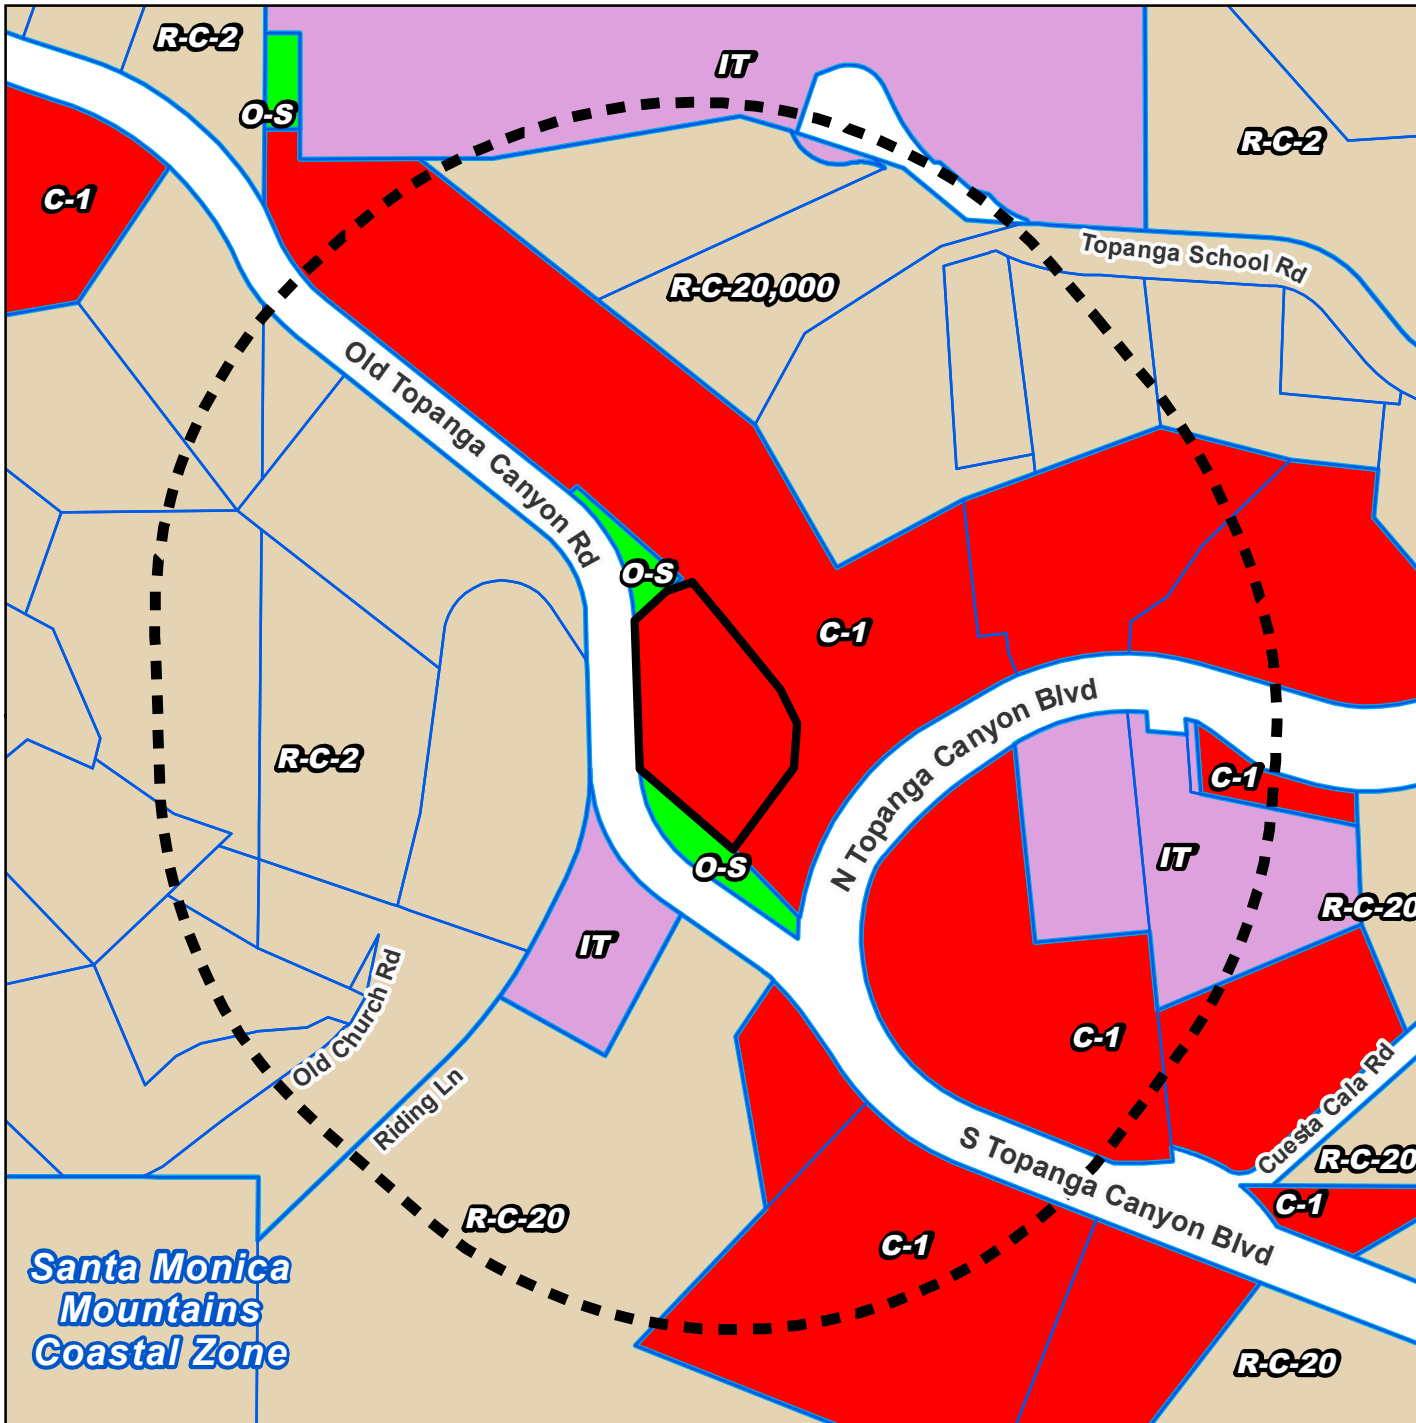 R-C-2
IT
O-S
R-C-2
C-1
Topanga School Rd
R-C-20,000
Old Topanga Canyon Rd
O-S
C-1
N Topanga Canyon Blvd
R-C-2
C-1
IT
O-S
R-C-20
IT
Old Church Rd
C-1
Cuesta Cala Rd
Riding Ln
S Topanga Canyon Blvd
R-C-20
C-1
R-C-20
C-1
Santa Monica
Mountains
Coastal Zone
R-C-20